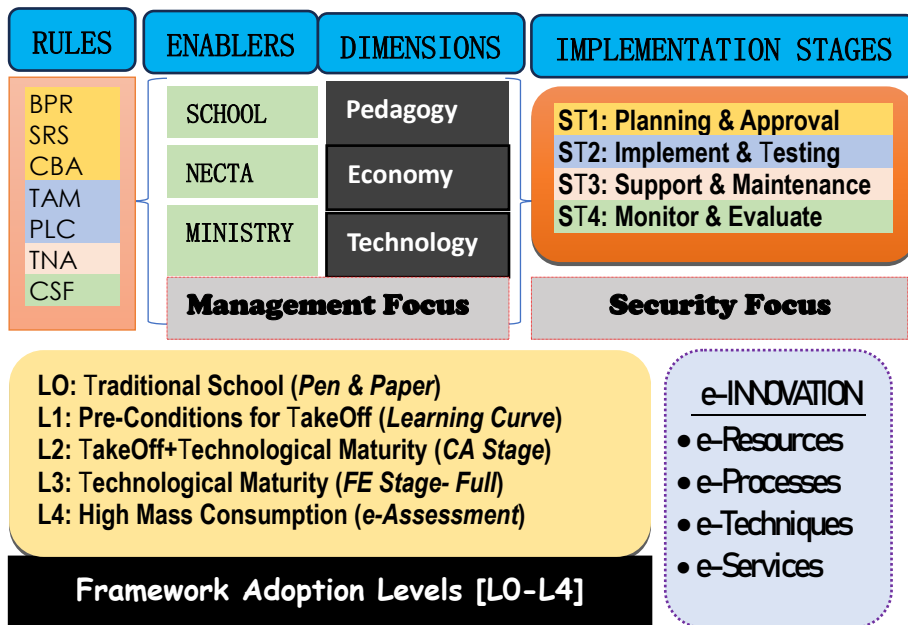 RULES
ENABLERS
DIMENSIONS
IMPLEMENTATION STAGES
BPR
SRS
CBA
TAM
PLC
TNA
CSF
SCHOOL
NECTA
MINISTRY
Pedagogy
Economy
Technology
Management Focus
ST1: Planning & Approval
ST2: Implement & Testing
ST3: Support & Maintenance
ST4: Monitor & Evaluate
Security Focus
LO: Traditional School (Pen & Paper)
L1: Pre-Conditions for TakeOff (Learning Curve)
L2: TakeOff+Technological Maturity (CA Stage)
L3: Technological Maturity (FE Stage- Full)
L4: High Mass Consumption (e-Assessment)
Framework Adoption Levels [L0-L4]
e-INNOVATION
• e-Resources
• e-Processes
• e-Techniques
• e-Services